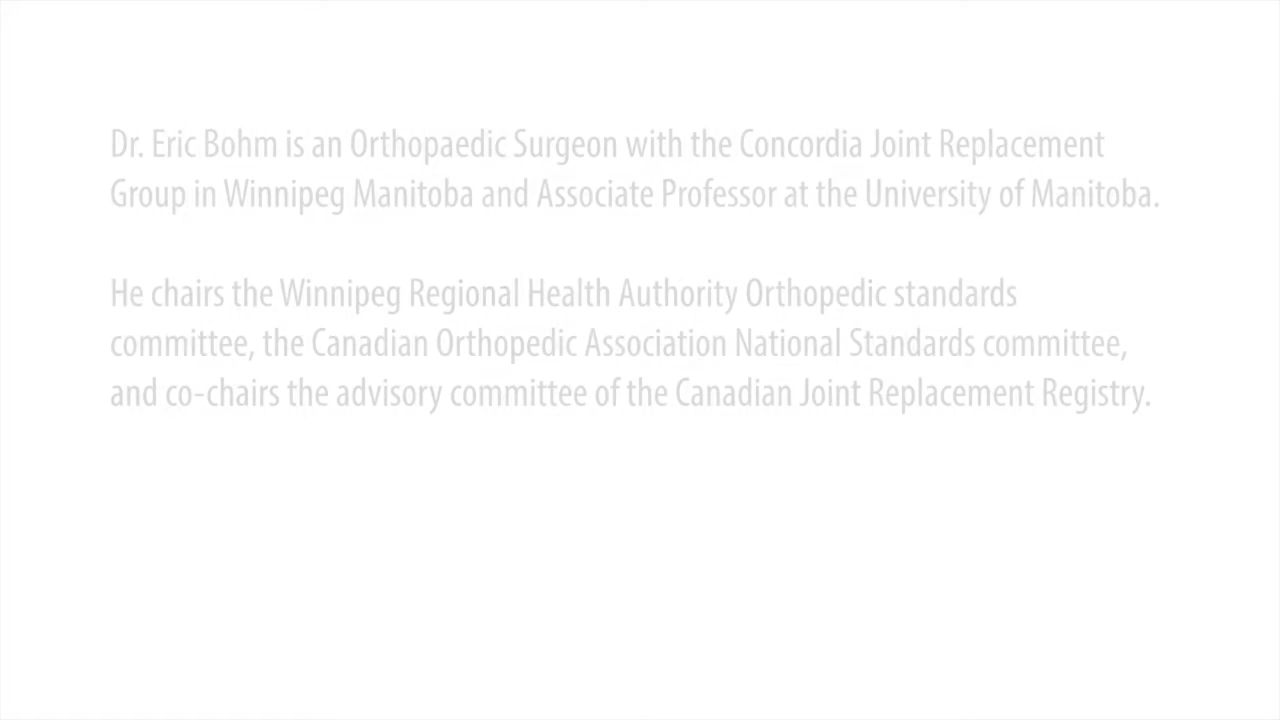 Dr. Eric Bohm is an Orthopaedic Surgeon with the Concordia Joint Replacement
Group in Winnipeg Manitoba and Associate Professor at the University of Manitoba.
He chairs the Winnipeg Regional Health Authority Orthopedic standards
committee, the Canadian Orthopedic Association National Standards committee,
and co-chairs the advisory committee of the Canadian Joint Replacement Registry.